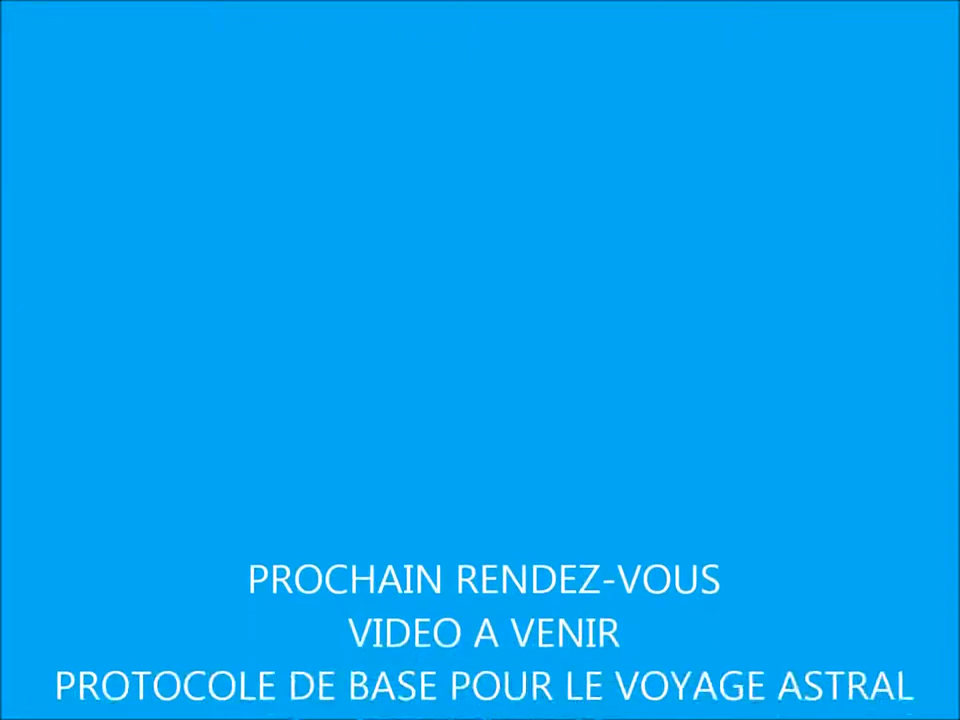 PROCHAIN RENDEZ-VOUS
VIDEO A VENIR
PROTOCOLE DE BASE POUR LE VOYAGE ASTRAL